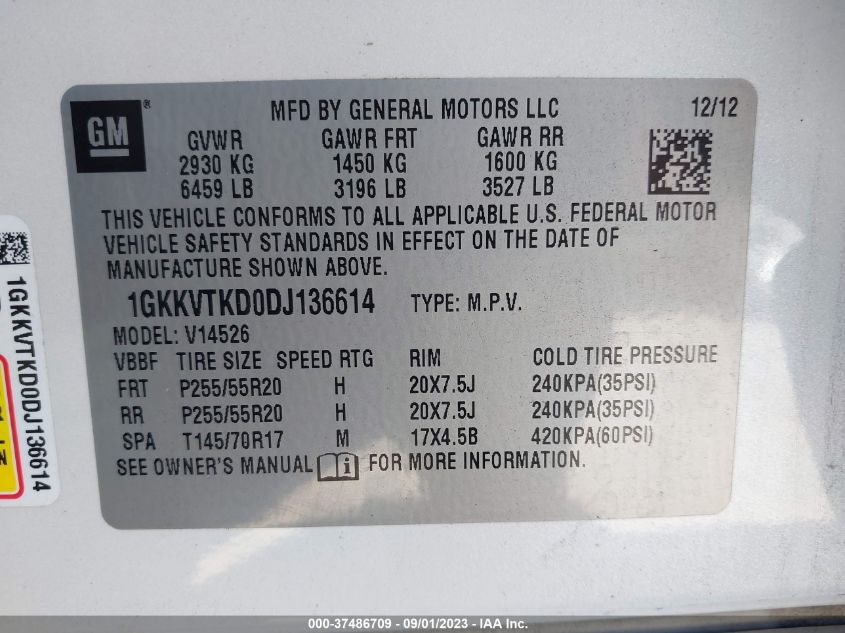 GM ®
MFD BY GENERAL MOTORS LLC 12/12
GVWR GAWR FRT GAWR RR
2930 KG 1450 KG 1600 KG
6459 LB 3196 LB 3527 LB
THIS VEHICLE CONFORMS TO ALL APPLICABLE U.S. FEDERAL MOTOR
VEHICLE SAFETY STANDARDS IN EFFECT ON THE DATE OF
MANUFACTURE SHOWN ABOVE.
1GKKVTKD0DJ136614 TYPE: M.P.V.
MODEL: V14526
VBBF TIRE SIZE SPEED RTG RIM COLD TIRE PRESSURE
FRT P255/55R20 H 20X7.5J 240KPA(35PSI)
RR P255/55R20 H 20X7.5J 240KPA(35PSI)
SPA T145/70R17 M 17X4.5B 420KPA(60PSI)
SEE OWNER'S MANUAL i FOR MORE INFORMATION.
1GKKVTKD0DJ136614
000-37486709 - 09/01/2023 - IAA Inc.